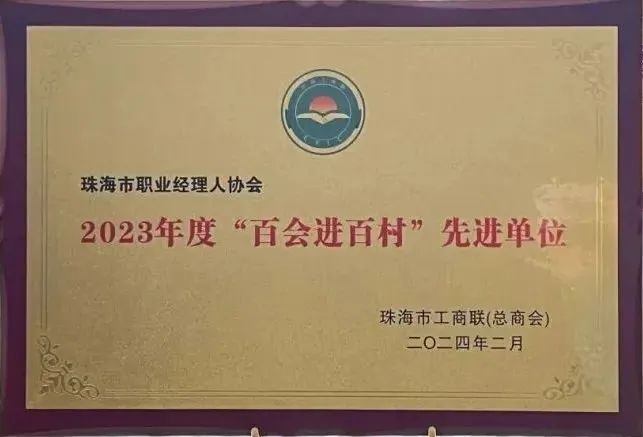 珠海市职业经理人协会
2023年度“百会进百村”先进单位
珠海市工商联(总商会)
二〇二四年二月